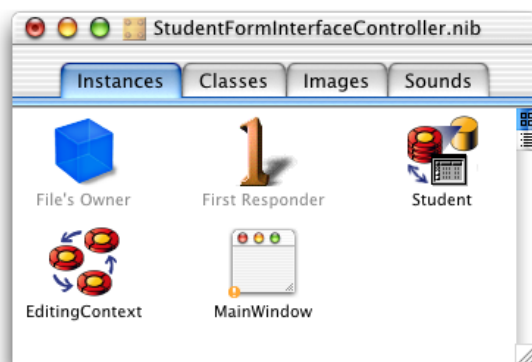 StudentFormInterfaceController.nib
Instances Classes Images Sounds
File's Owner First Responder Student
EditingContext MainWindow